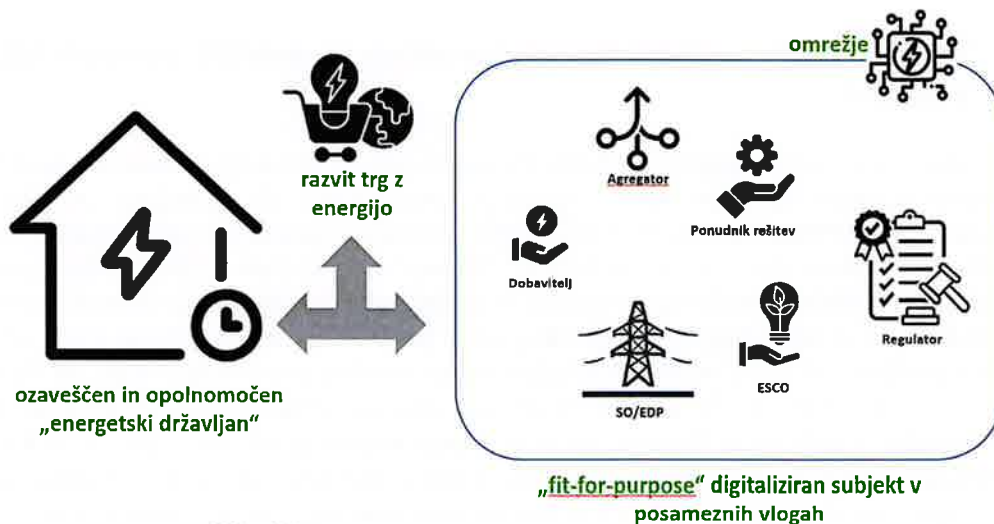 omrežje
razvit trg z
energijo
Agregator
Ponudnik rešitev
Dobavitelj
Regulator
SO/EDP
ESCO
ozaveščen in opolnomočen
„energetski državljan“
„fit-for-purpose“ digitaliziran subjekt v
posameznih vlogah